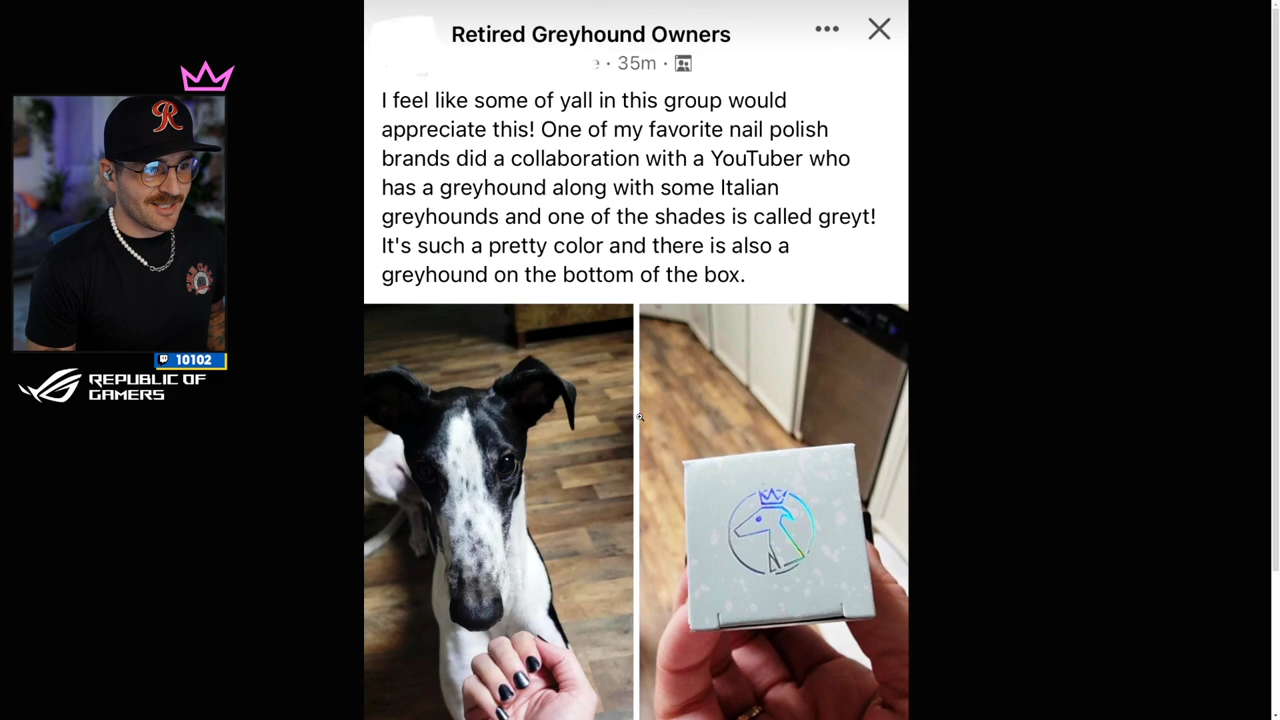 Retired Greyhound Owners
· 35m ·
I feel like some of yall in this group would
appreciate this! One of my favorite nail polish
brands did a collaboration with a YouTuber who
has a greyhound along with some Italian
greyhounds and one of the shades is called greyt!
It's such a pretty color and there is also a
greyhound on the bottom of the box.
R
10102
REPUBLIC OF
GAMERS